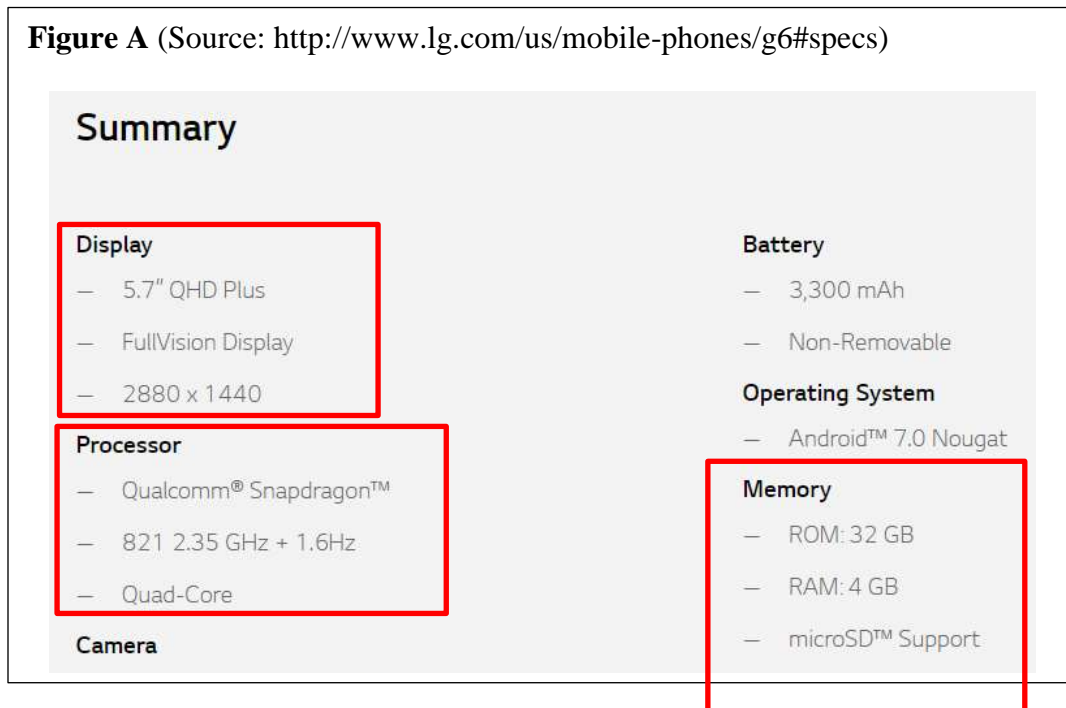 Figure A (Source: http://www.lg.com/us/mobile-phones/g6#specs)
Summary
Display
— 5.7" QHD Plus
— FullVision Display
— 2880 x 1440
Processor
— Qualcomm® Snapdragon™
— 821 2.35 GHz + 1.6Hz
— Quad-Core
Camera
Battery
— 3,300 mAh
— Non-Removable
Operating System
— Android™ 7.0 Nougat
Memory
— ROM: 32 GB
— RAM: 4 GB
— microSD™ Support